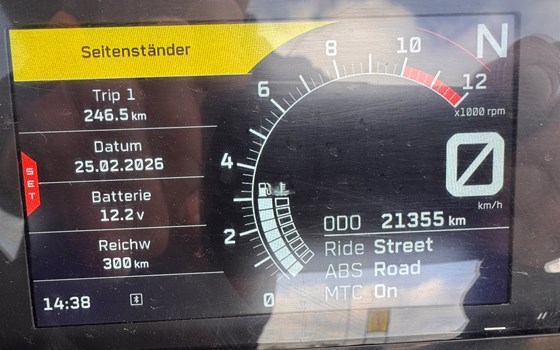 Seitenständer
Trip 1
246.5 km
Datum
25.02.2026
Batterie
12.2 v
Reichw
300 km
14:38
SET
0
2
4
6
8
10
12
x1000 rpm
N
0
km/h
ODO 21355 km
Ride Street
ABS Road
MTC On